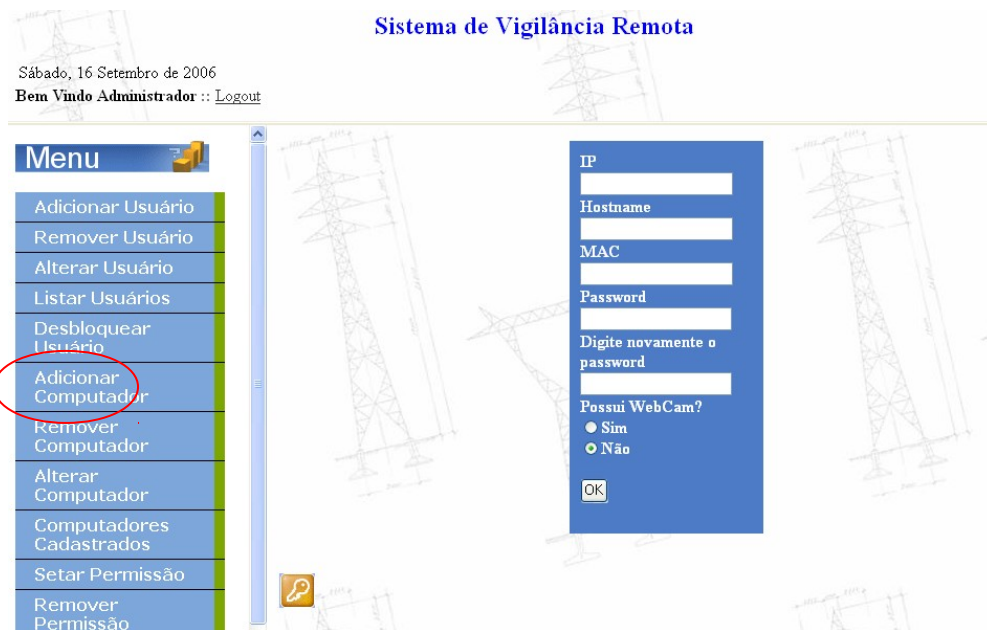 Sistema de Vigilância Remota
Sábado, 16 Setembro de 2006
Bem Vindo Administrador :: Logout
Menu
Adicionar Usuário
Remover Usuário
Alterar Usuário
Listar Usuários
Desbloquear
Usuário
Adicionar
Computador
Remover
Computador
Alterar
Computador
Computadores
Cadastrados
Setar Permissão
Remover
Permissão
IP
Hostname
MAC
Password
Digite novamente o
password
Possui WebCam?
Sim
Não
OK